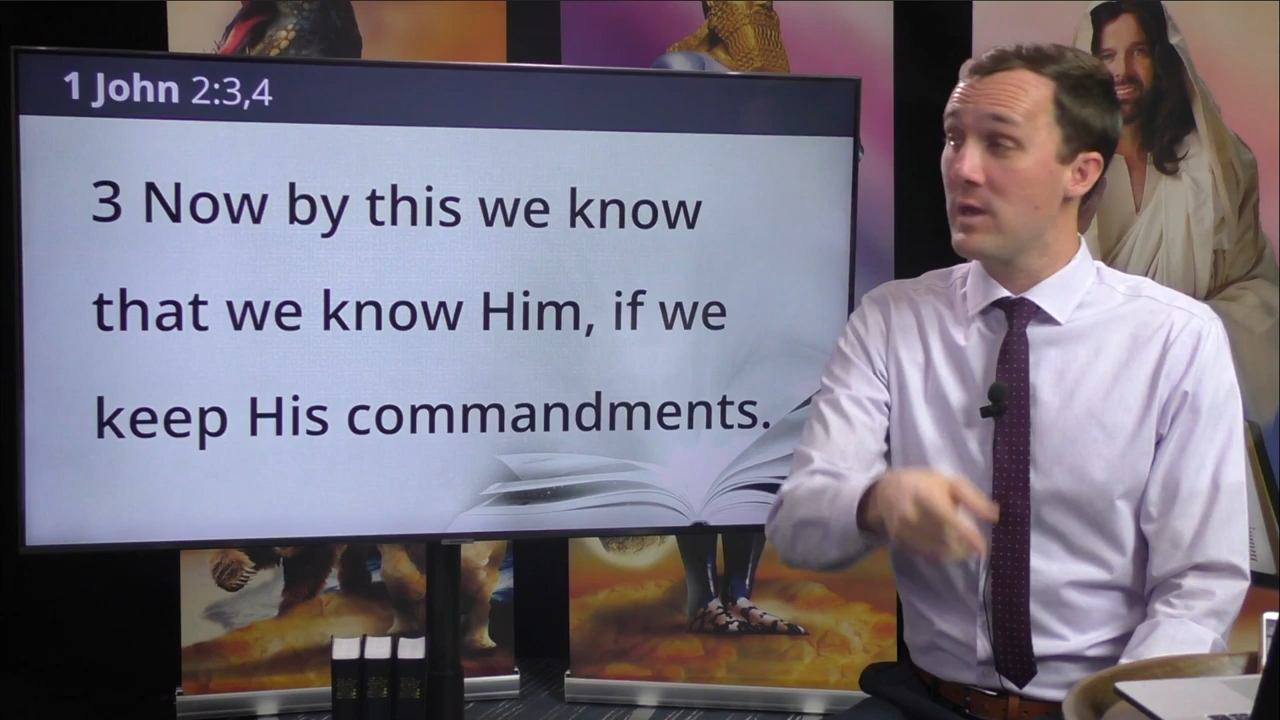 1 John 2:3,4
3 Now by this we know
that we know Him, if we
keep His commandments.